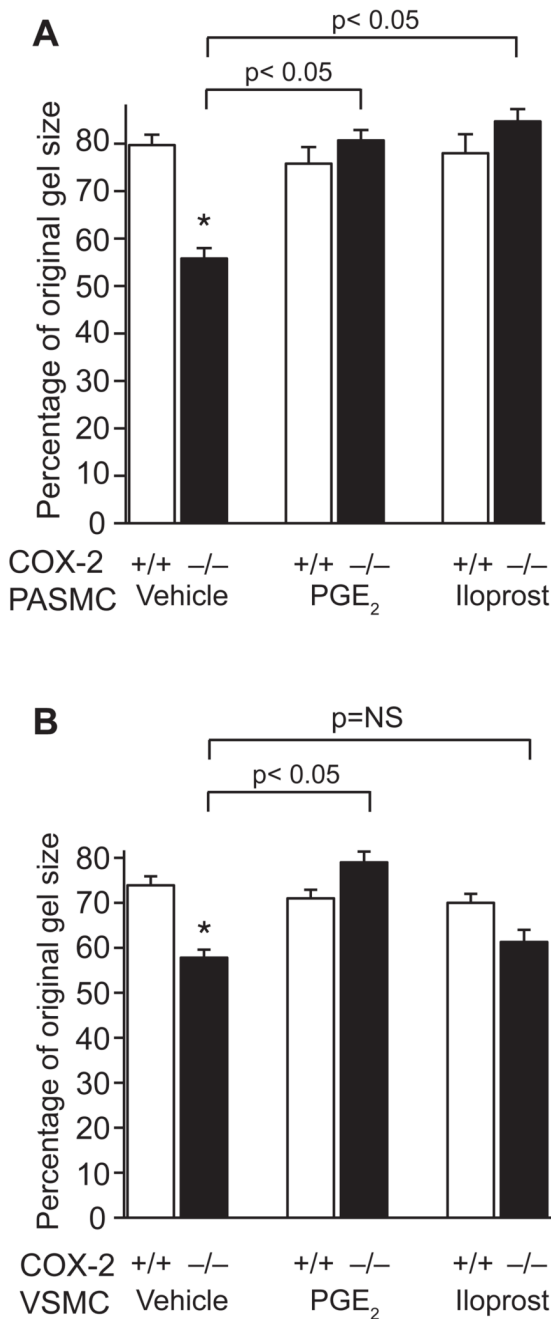 A
p< 0.05
p< 0.05
Percentage of original gel size
80
70
60
50
40
30
20
10
0
*
COX-2 +/+ –/– +/+ –/– +/+ –/–
PASMC Vehicle PGE₂ Iloprost
B
p=NS
p< 0.05
Percentage of original gel size
80
70
60
50
40
30
20
10
0
*
COX-2 +/+ –/– +/+ –/– +/+ –/–
VSMC Vehicle PGE₂ Iloprost